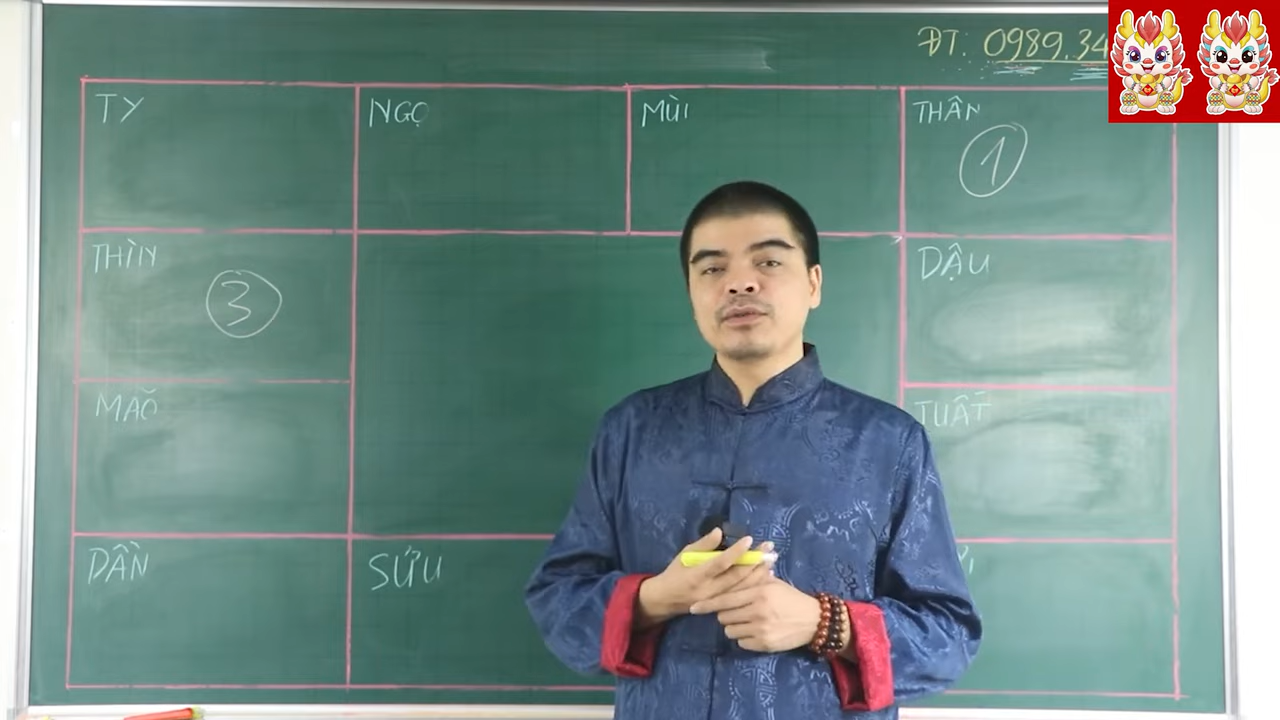 ĐT: 0989.34
TỴ
NGỌ
MÙI
THÂN
1
THÌN
3
DẬU
MÃO
TUẤT
DẦN
SỬU